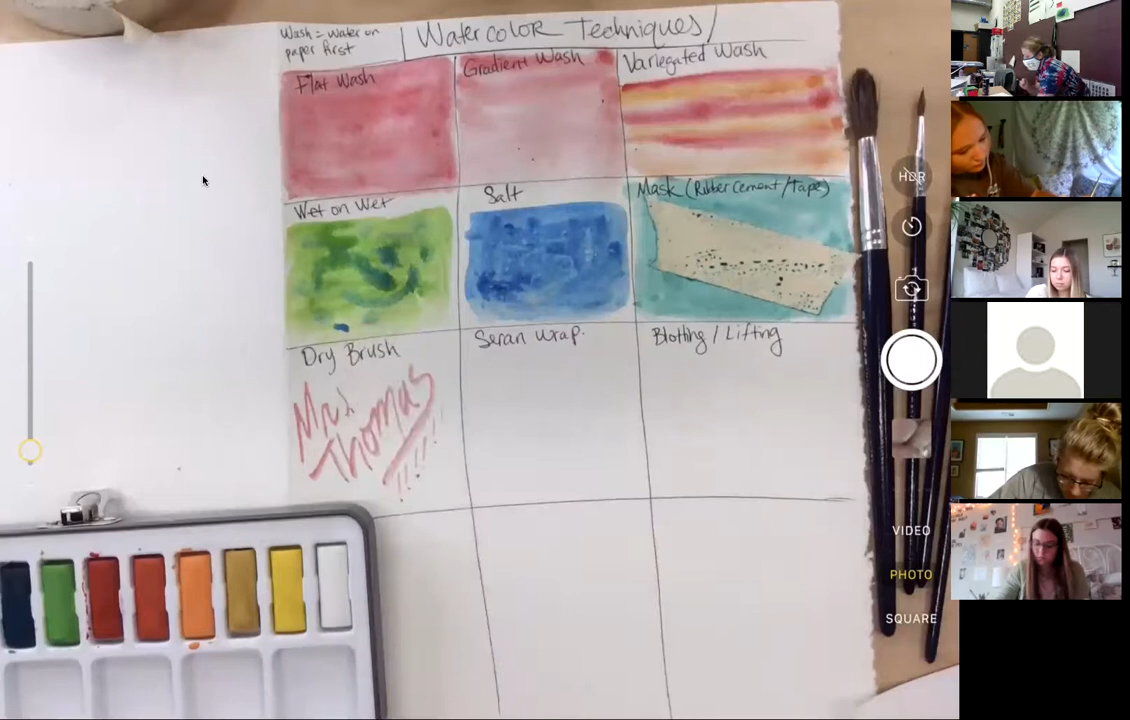 Wash = Water on
paper first
Watercolor Techniques
Flat Wash
Gradient Wash
Variegated Wash
Wet on Wet
Salt
Mask (Rubber cement/tape)
Dry Brush
Seran wrap.
Blotting / Lifting
Mrs
Thomas
!!!!
HDR
VIDEO
PHOTO
SQUARE